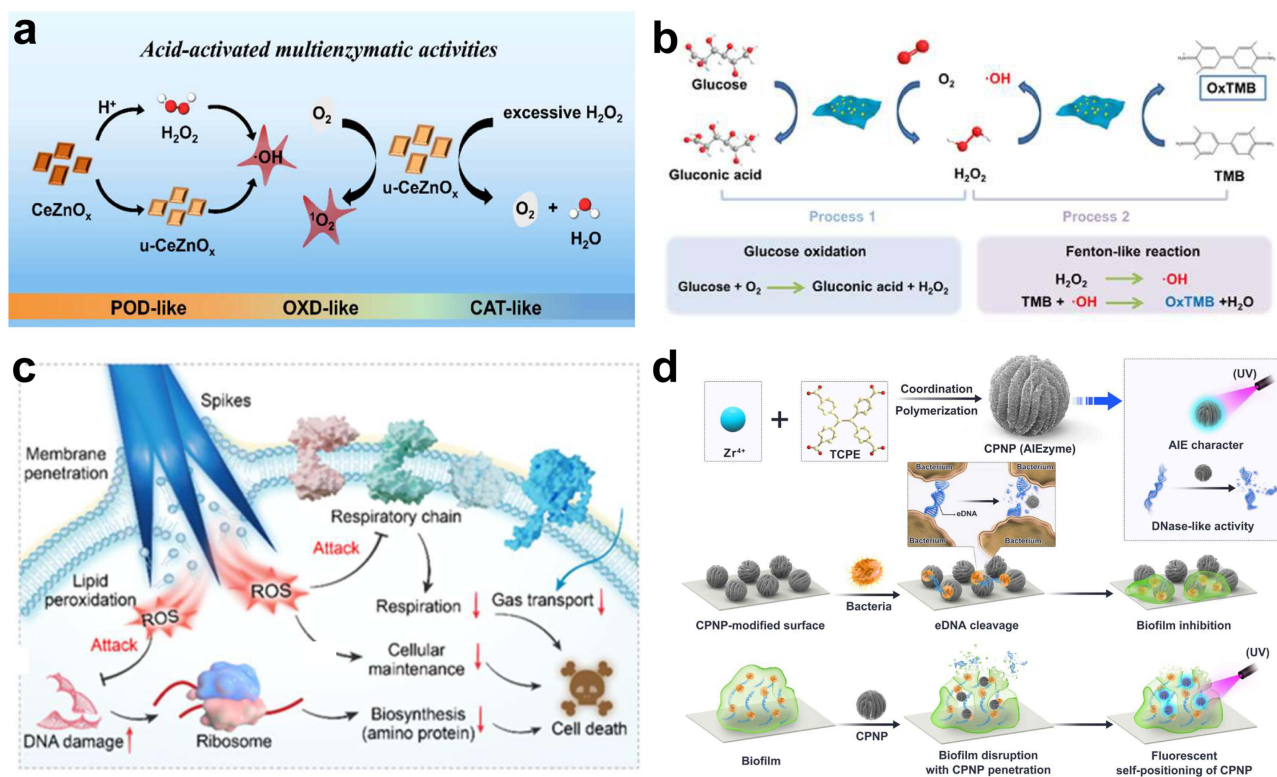 a
Acid-activated multienzymatic activities
H⁺
H₂O₂
·OH
CeZnOₓ
u-CeZnOₓ
O₂
¹O₂
u-CeZnOₓ
excessive H₂O₂
O₂ + H₂O
POD-like OXD-like CAT-like
b
Glucose
Gluconic acid
O₂
H₂O₂
·OH
OxTMB
TMB
Process 1
Process 2
Glucose oxidation
Glucose + O₂ Gluconic acid + H₂O₂
Fenton-like reaction
H₂O₂ ·OH
TMB + ·OH OxTMB +H₂O
c
Spikes
Membrane
penetration
Respiratory chain
Attack
Lipid
peroxidation
ROS
ROS
Attack
Respiration
Gas transport
Cellular
maintenance
Biosynthesis
(amino protein)
DNA damage
Ribosome
Cell death
d
Zr⁴⁺
+
TCPE
Coordination
Polymerization
CPNP (AIEzyme)
(UV)
AIE character
DNase-like activity
Bacterium
Bacterium
eDNA
Bacterium
Bacterium
CPNP-modified surface
Bacteria
eDNA cleavage
Biofilm inhibition
(UV)
Biofilm
CPNP
Biofilm disruption
with CPNP penetration
Fluorescent
self-positioning of CPNP